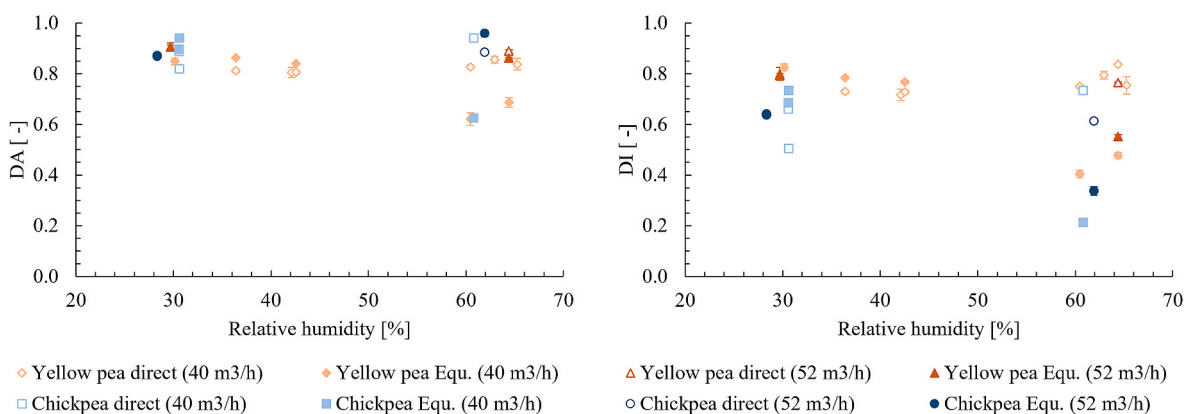 DA [ -]
1.0
0.8
0.6
0.4
0.2
0.0
20 30 40 50 60 70
Relative humidity [%]
DI [ -]
1.0
0.8
0.6
0.4
0.2
0.0
20 30 40 50 60 70
Relative humidity [%]
Yellow pea direct (40 m3/h) Yellow pea Equ. (40 m3/h) Yellow pea direct (52 m3/h) Yellow pea Equ. (52 m3/h)
Chickpea direct (40 m3/h) Chickpea Equ. (40 m3/h) Chickpea direct (52 m3/h) Chickpea Equ. (52 m3/h)